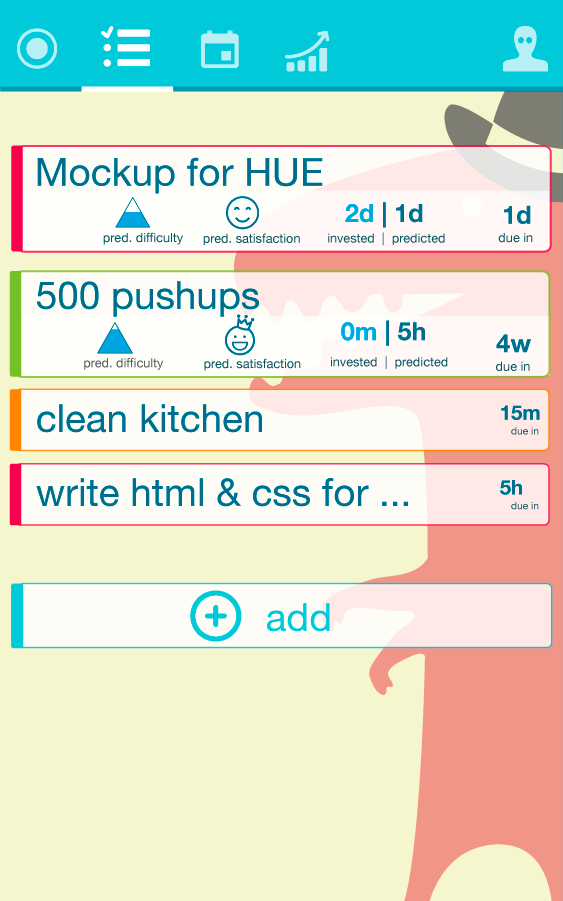 Mockup for HUE
2d | 1d
1d
pred. difficulty
pred. satisfaction
invested | predicted
due in
500 pushups
0m | 5h
4w
pred. difficulty
pred. satisfaction
invested | predicted
due in
clean kitchen
15m
due in
write html & css for ...
5h
due in
add